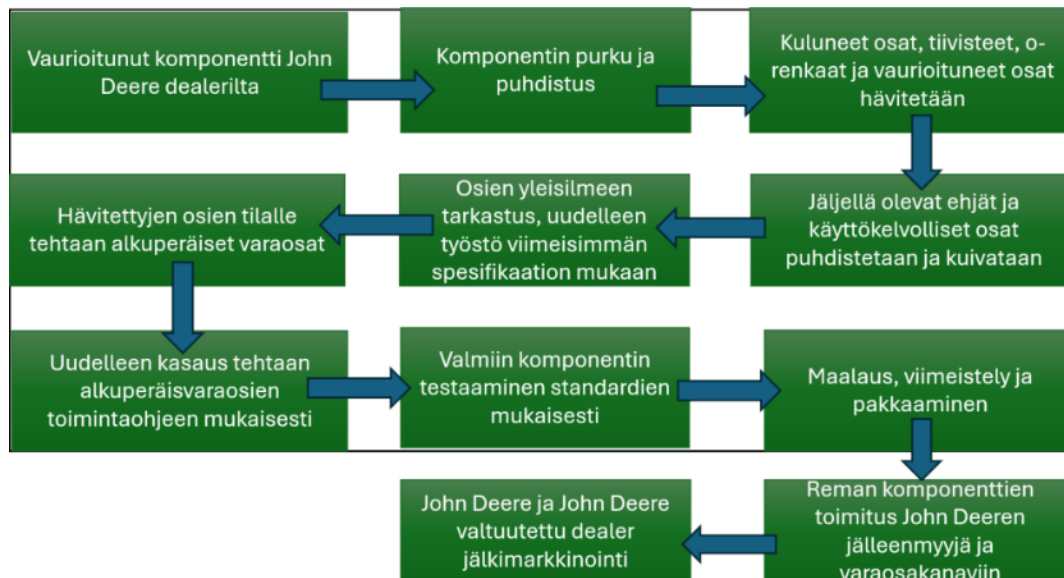 Vaurioitunut komponentti John
Deere dealerilta
Komponentin purku ja
puhdistus
Kuluneet osat, tiivisteet, o-
renkaat ja vaurioituneet osat
hävitetään
Jäljellä olevat ehjät ja
käyttökelvolliset osat
puhdistetaan ja kuivataan
Osien yleisilmeen
tarkastus, uudelleen
työstö viimeisimmän
spesifikaation mukaan
Hävitettyjen osien tilalle
tehtaan alkuperäiset varaosat
Uudelleen kasaus tehtaan
alkuperäisvaraosien
toimintaohjeen mukaisesti
Valmiin komponentin
testaaminen standardien
mukaisesti
Maalaus, viimeistely ja
pakkaaminen
Reman komponenttien
toimitus John Deeren
jälleenmyyjä ja
varaosakanaviin
John Deere ja John Deere
valtuutettu dealer
jälkimarkkinointi